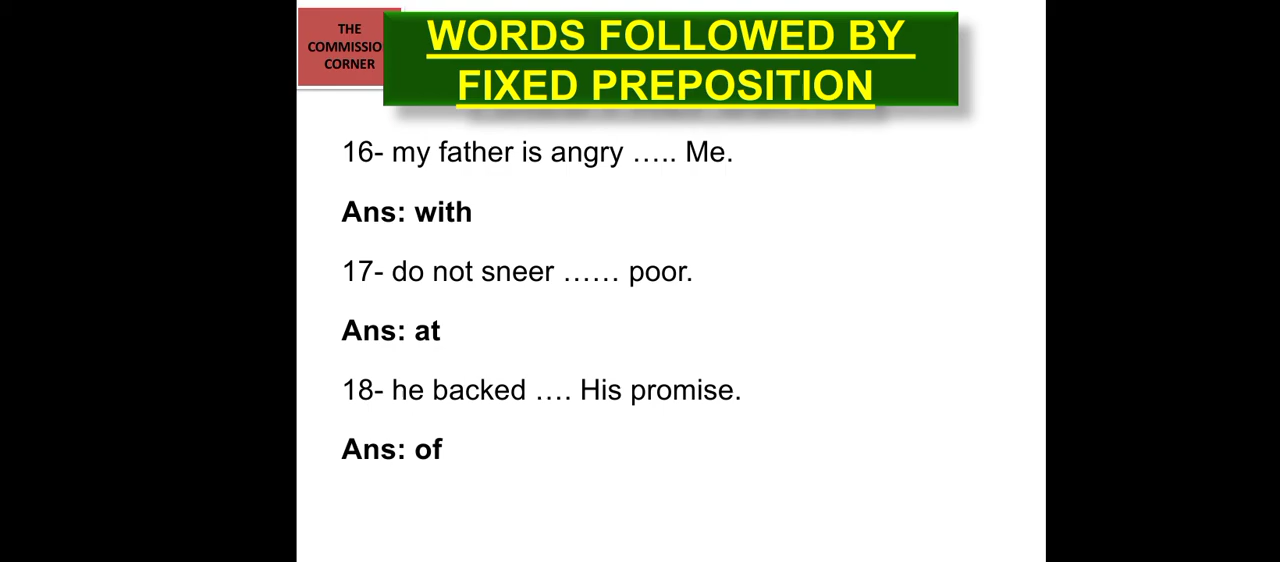 THE
COMMISSIO
CORNER
WORDS FOLLOWED BY
FIXED PREPOSITION
16- my father is angry ….. Me.
Ans: with
17- do not sneer …… poor.
Ans: at
18- he backed …. His promise.
Ans: of